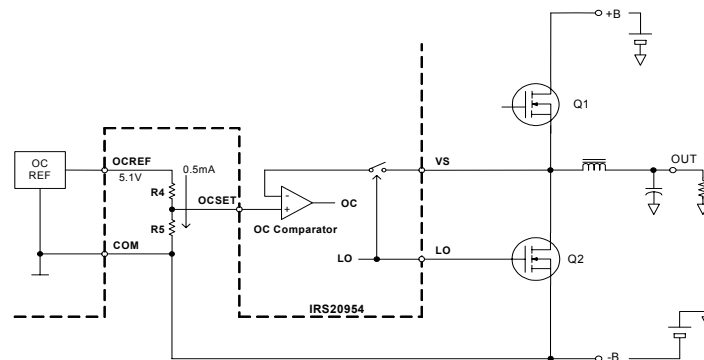 +B
Q1
OC
REF
OCREF
5.1V
0.5mA
R4
OCSET
R5
COM
-
+
OC
OC Comparator
LO
VS
LO
OUT
Q2
IRS20954
-B